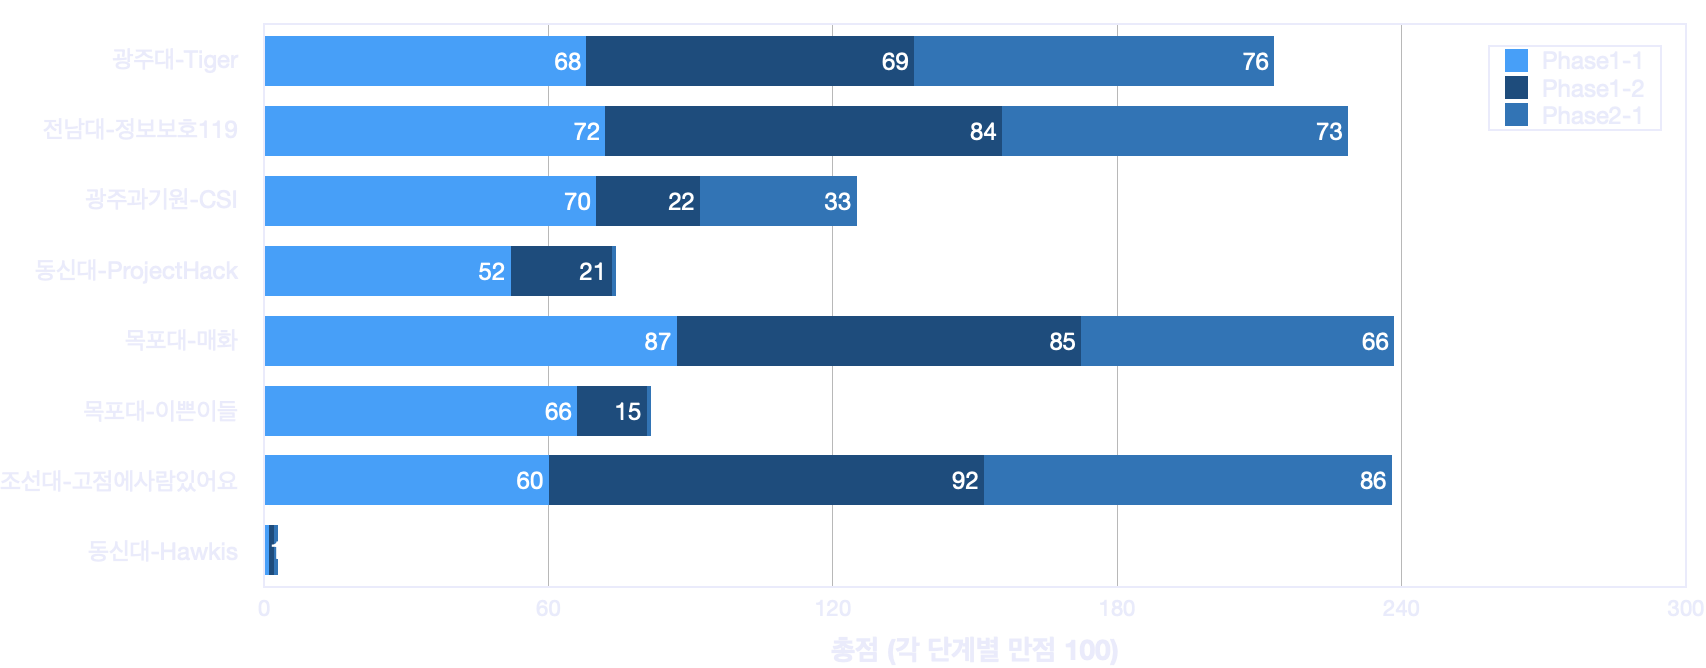 광주대-Tiger 68 69 76
전남대-정보보호119 72 84 73
광주과기원-CSI 70 22 33
동신대-ProjectHack 52 21
목포대-매화 87 85 66
목포대-이쁜이들 66 15
조선대-고점에사람있어요 60 92 86
동신대-Hawkis 1
0 60 120 180 240 300
총점 (각 단계별 만점 100)
Phase1-1
Phase1-2
Phase2-1